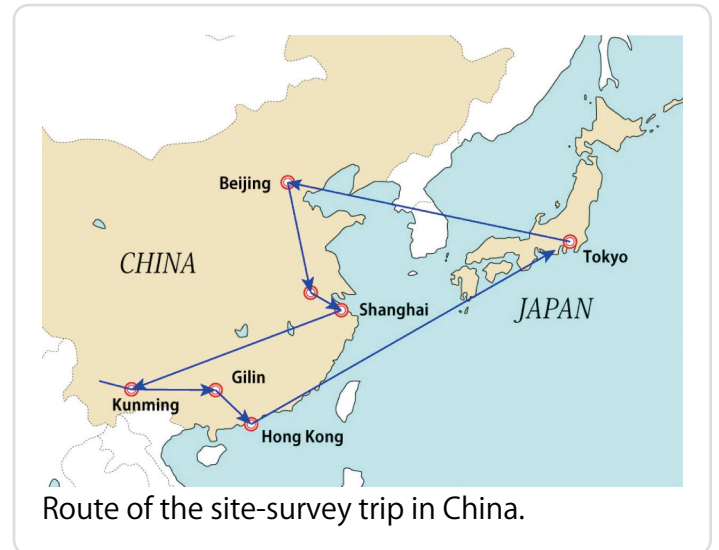 Beijing
CHINA
Tokyo
Shanghai
JAPAN
Gilin
Kunming
Hong Kong
Route of the site-survey trip in China.